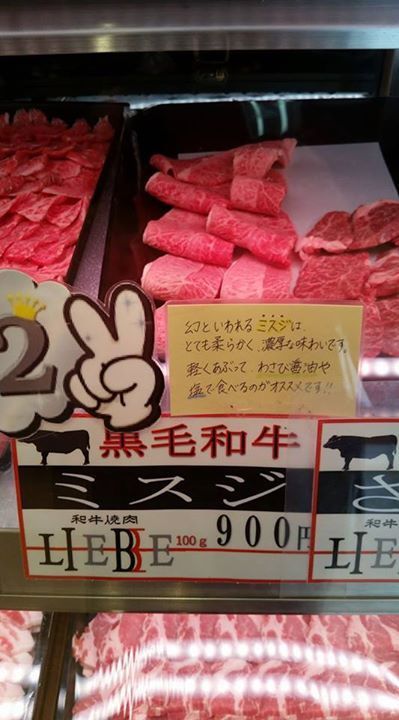 2
幻といわれるミスジは、
とても柔らかく、濃厚な味わいです。
軽くあぶって、わさび醤油や
塩で食べるのがオススメです!!
黒毛和牛
ミスジ
和牛焼肉
LIEBE 100g 900円
さ
和牛
LIEB